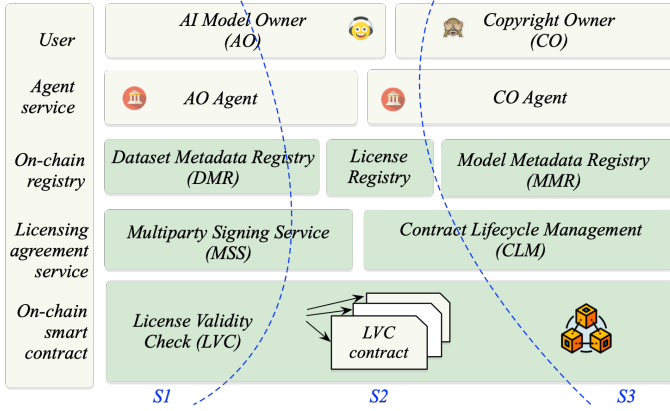 User
AI Model Owner
(AO)
Copyright Owner
(CO)
Agent
service
AO Agent
CO Agent
On-chain
registry
Dataset Metadata Registry
(DMR)
License
Registry
Model Metadata Registry
(MMR)
Licensing
agreement
service
Multiparty Signing Service
(MSS)
Contract Lifecycle Management
(CLM)
On-chain
smart
contract
License Validity
Check (LVC)
LVC
contract
S1
S2
S3